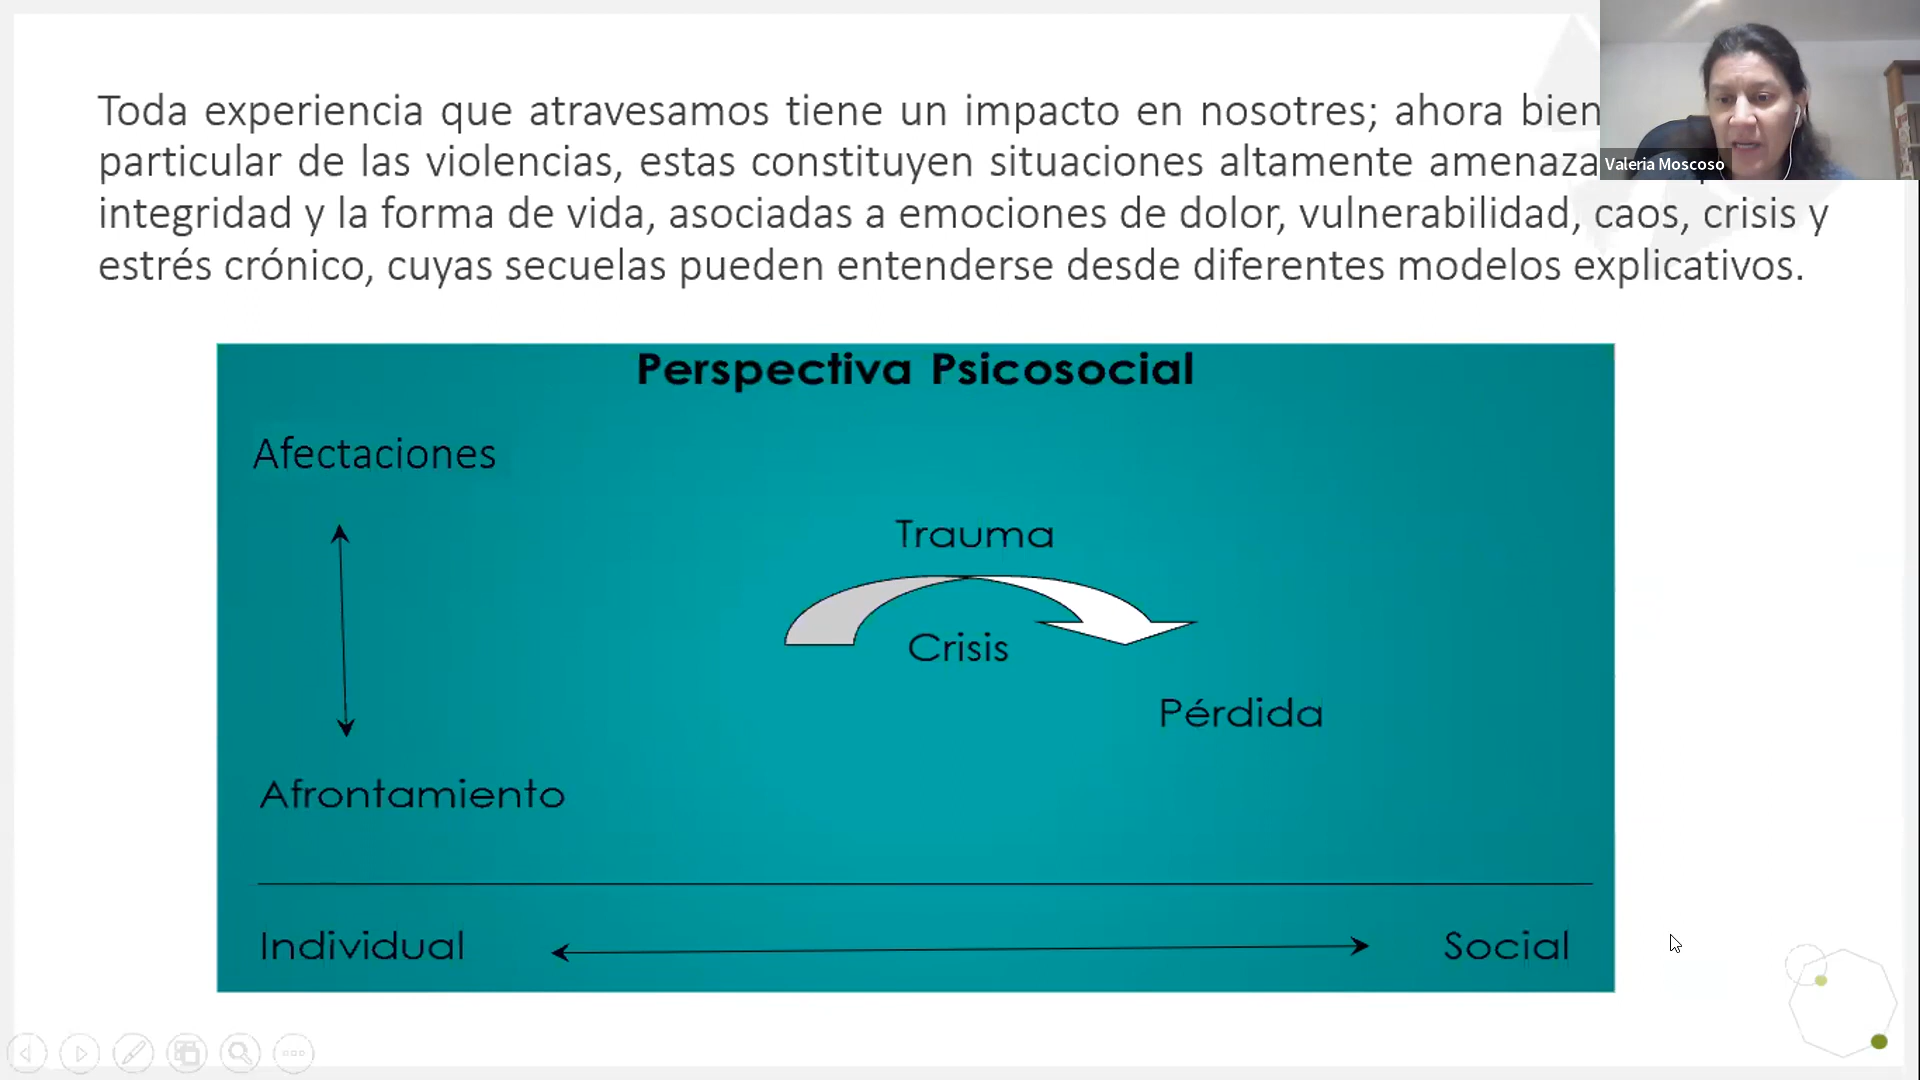 Toda experiencia que atravesamos tiene un impacto en nosotres; ahora bien
particular de las violencias, estas constituyen situaciones altamente
integridad y la forma de vida, asociadas a emociones de dolor, vulnerabilidad, caos, crisis y
estrés crónico, cuyas secuelas pueden entenderse desde diferentes modelos explicativos.
Valeria Moscoso
Perspectiva Psicosocial
Afectaciones
Trauma
Crisis
Pérdida
Afrontamiento
Individual
Social